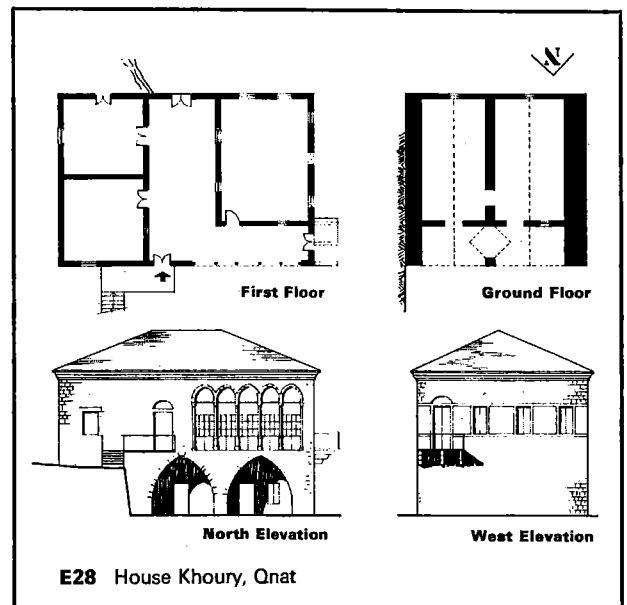 N
First Floor
Ground Floor
North Elevation
West Elevation
E28 House Khoury, Qnat